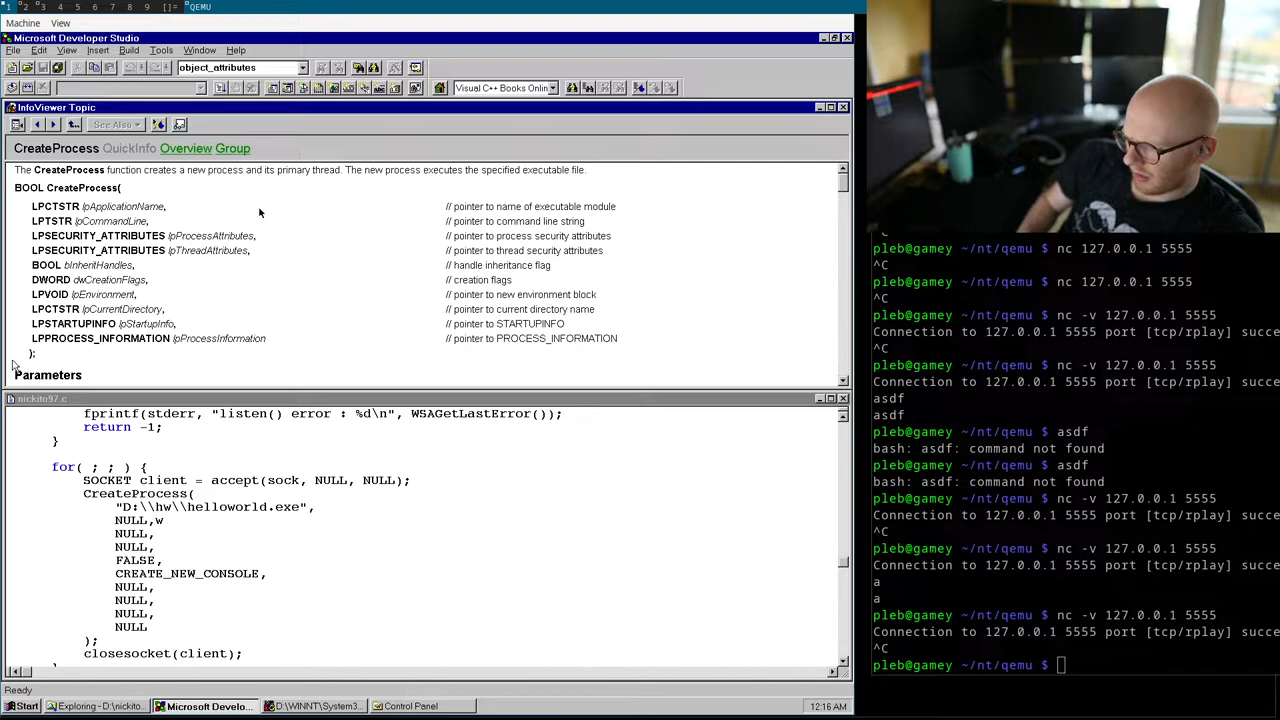 1 2 3 4 5 6 7 8 9 []= QEMU
Machine View
Microsoft Developer Studio
File Edit View Insert Build Tools Window Help
object_attributes
Visual C++ Books Onlin
InfoViewer Topic
See Also
CreateProcess QuickInfo Overview Group
The CreateProcess function creates a new process and its primary thread. The new process executes the specified executable file.
BOOL CreateProcess(
LPCTSTR lpApplicationName, // pointer to name of executable module
LPTSTR lpCommandLine, // pointer to command line string
LPSECURITY_ATTRIBUTES lpProcessAttributes, // pointer to process security attributes
LPSECURITY_ATTRIBUTES lpThreadAttributes, // pointer to thread security attributes
BOOL bInheritHandles, // handle inheritance flag
DWORD dwCreationFlags, // creation flags
LPVOID lpEnvironment, // pointer to new environment block
LPCTSTR lpCurrentDirectory, // pointer to current directory name
LPSTARTUPINFO lpStartupInfo, // pointer to STARTUPINFO
LPPROCESS_INFORMATION lpProcessInformation // pointer to PROCESS_INFORMATION
);
Parameters
nickito97.c
fprintf(stderr, "listen() error : %d\n", WSAGetLastError());
return -1;
}
for( ; ; ) {
SOCKET client = accept(sock, NULL, NULL);
CreateProcess(
"D:\\hw\\helloworld.exe",
NULL,w
NULL,
NULL,
FALSE,
CREATE_NEW_CONSOLE,
NULL,
NULL,
NULL,
NULL
);
closesocket(client);
Ready
Start Exploring - D:\nickito... Microsoft Develo... D:\WINNT\System3... Control Panel 12:16 AM
^C
pleb@gamey ~/nt/qemu $ nc 127.0.0.1 5555
^C
pleb@gamey ~/nt/qemu $ nc 127.0.0.1 5555
^C
pleb@gamey ~/nt/qemu $ nc -v 127.0.0.1 5555
Connection to 127.0.0.1 5555 port [tcp/rplay] succe
^C
pleb@gamey ~/nt/qemu $ nc -v 127.0.0.1 5555
Connection to 127.0.0.1 5555 port [tcp/rplay] succe
asdf
asdf
pleb@gamey ~/nt/qemu $ asdf
bash: asdf: command not found
pleb@gamey ~/nt/qemu $ asdf
bash: asdf: command not found
pleb@gamey ~/nt/qemu $ nc -v 127.0.0.1 5555
Connection to 127.0.0.1 5555 port [tcp/rplay] succe
^C
pleb@gamey ~/nt/qemu $ nc -v 127.0.0.1 5555
Connection to 127.0.0.1 5555 port [tcp/rplay] succe
a
a
pleb@gamey ~/nt/qemu $ nc -v 127.0.0.1 5555
Connection to 127.0.0.1 5555 port [tcp/rplay] succe
^C
pleb@gamey ~/nt/qemu $